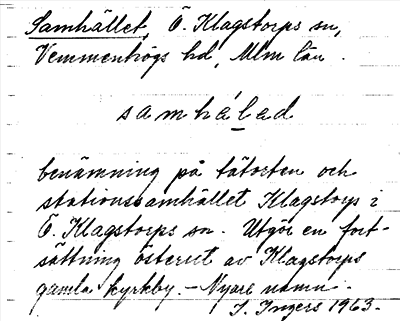 Samhället, Ö. Klagstorps sn,
Vemmenhögs hd, Mlm län.
samhálad
benämning på tätorten och
stationssamhället Klagstorp i
Ö. Klagstorps sn. Utgör en fort-
sättning österut av Klagstorps
gamla kyrkby. – Nyare namn.
I. Ingers 1963.